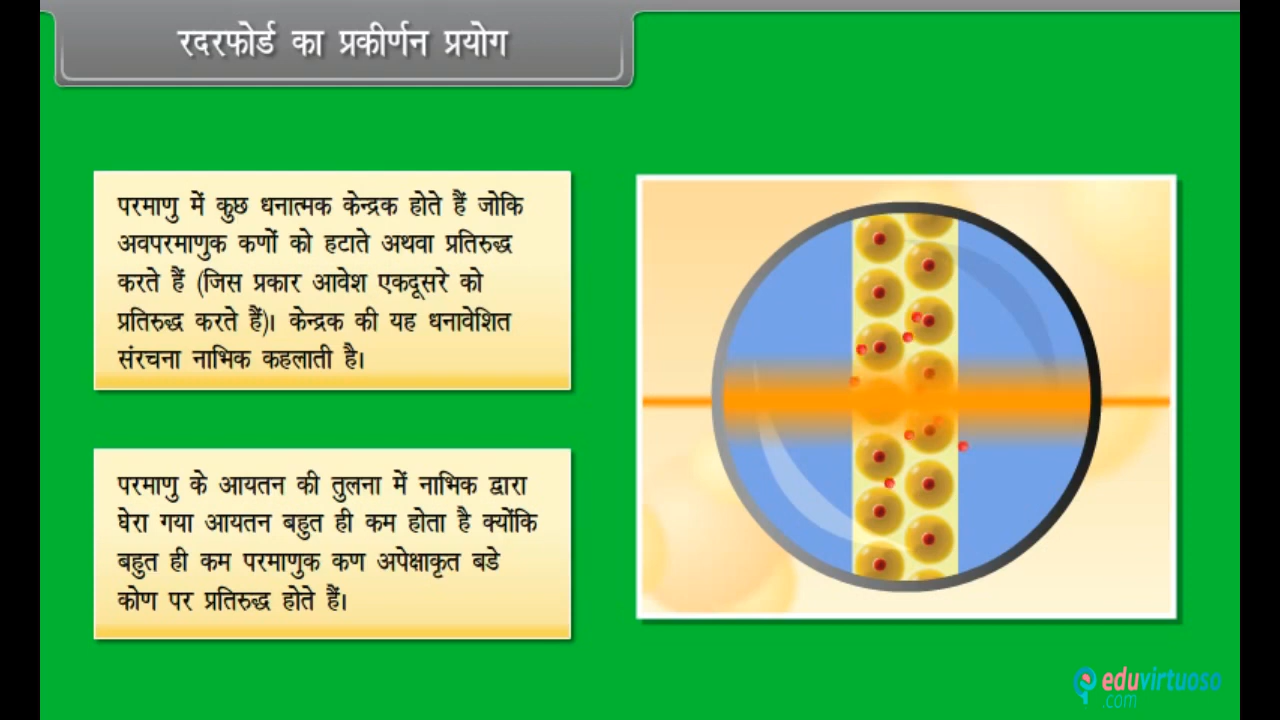 रदरफोर्ड का प्रकीर्णन प्रयोग
परमाणु में कुछ धनात्मक केन्द्रक होते हैं जोकि
अवपरमाणुक कणों को हटाते अथवा प्रतिरुद्ध
करते हैं (जिस प्रकार आवेश एकदूसरे को
प्रतिरुद्ध करते हैं)। केन्द्रक की यह धनावेशित
संरचना नाभिक कहलाती है।
परमाणु के आयतन की तुलना में नाभिक द्वारा
घेरा गया आयतन बहुत ही कम होता है क्योंकि
बहुत ही कम परमाणुक कण अपेक्षाकृत बडे
कोण पर प्रतिरुद्ध होते हैं।
eduvirtuoso
.com